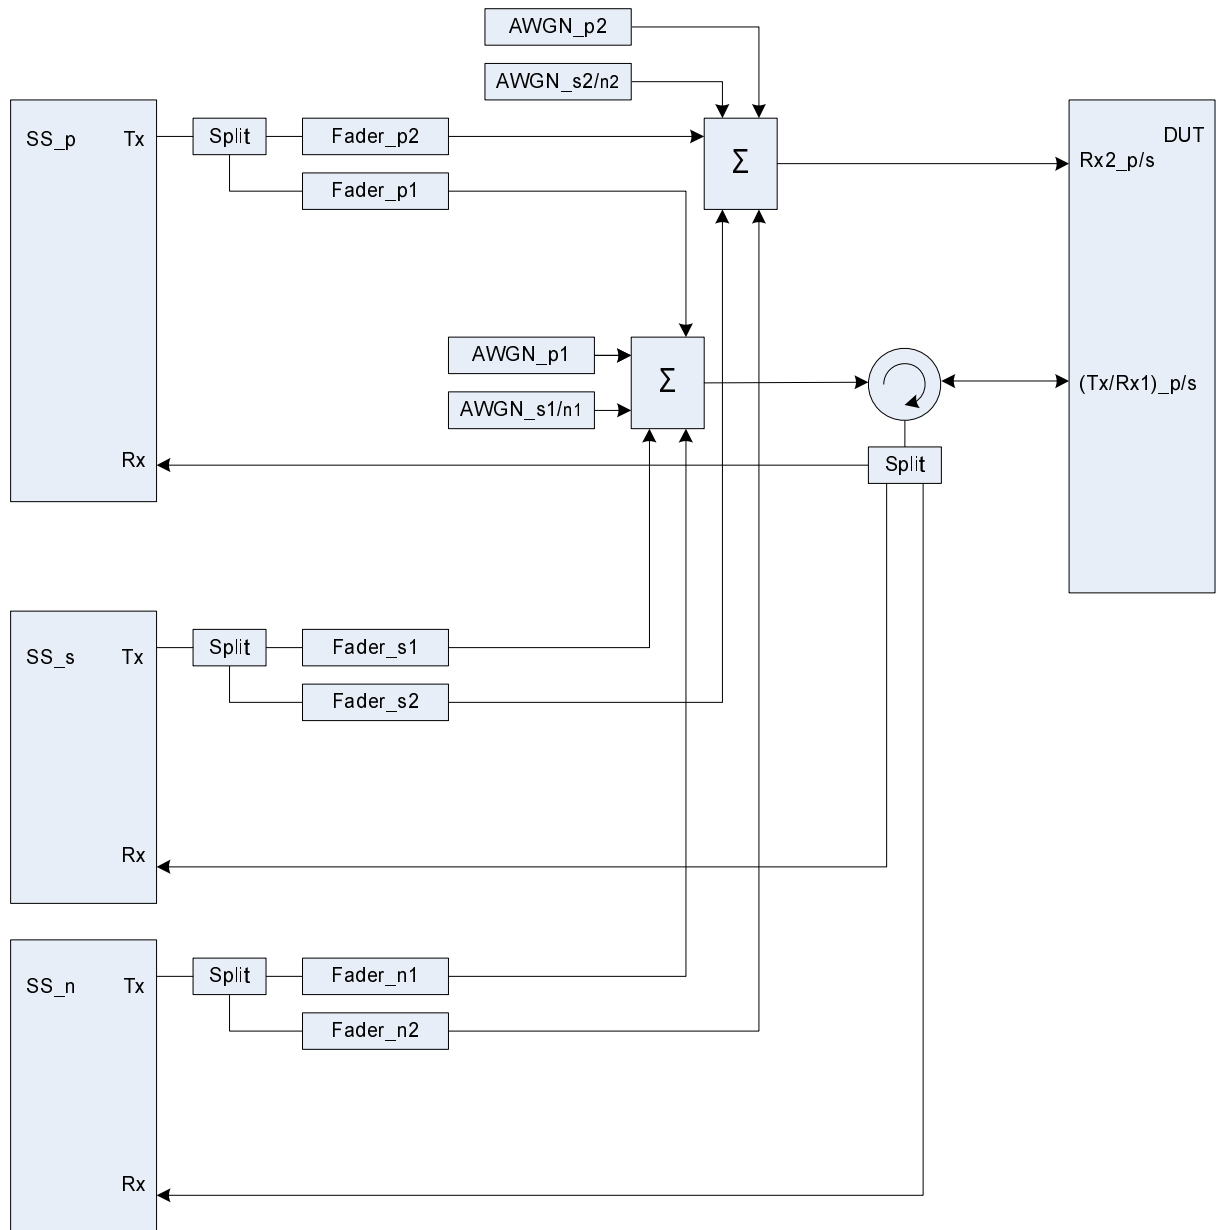 AWGN_p2
AWGN_s2/n2
SS_p
Tx
Split
Fader_p2
Σ
DUT
Rx2_p/s
Fader_p1
AWGN_p1
Σ
(Tx/Rx1)_p/s
AWGN_s1/n1
Rx
Split
SS_s
Tx
Split
Fader_s1
Fader_s2
Rx
SS_n
Tx
Split
Fader_n1
Fader_n2
Rx